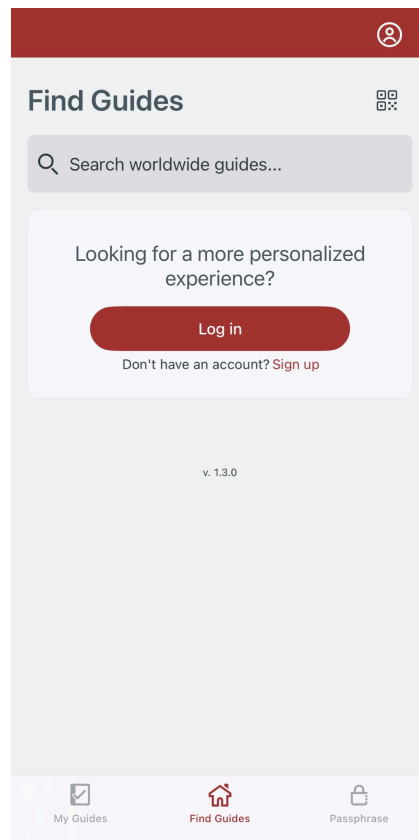 Find Guides
Search worldwide guides...
Looking for a more personalized
experience?
Log in
Don't have an account? Sign up
v. 1.3.0
My Guides
Find Guides
Passphrase